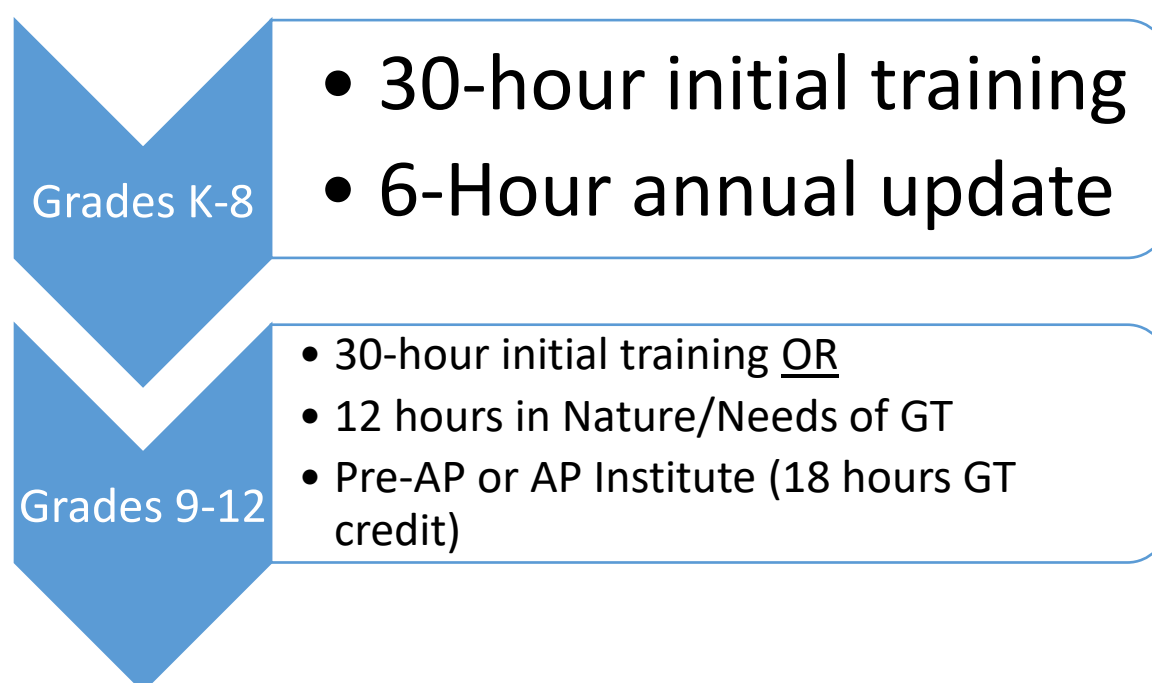 Grades K-8
• 30-hour initial training
• 6-Hour annual update
Grades 9-12
• 30-hour initial training OR
• 12 hours in Nature/Needs of GT
• Pre-AP or AP Institute (18 hours GT
credit)